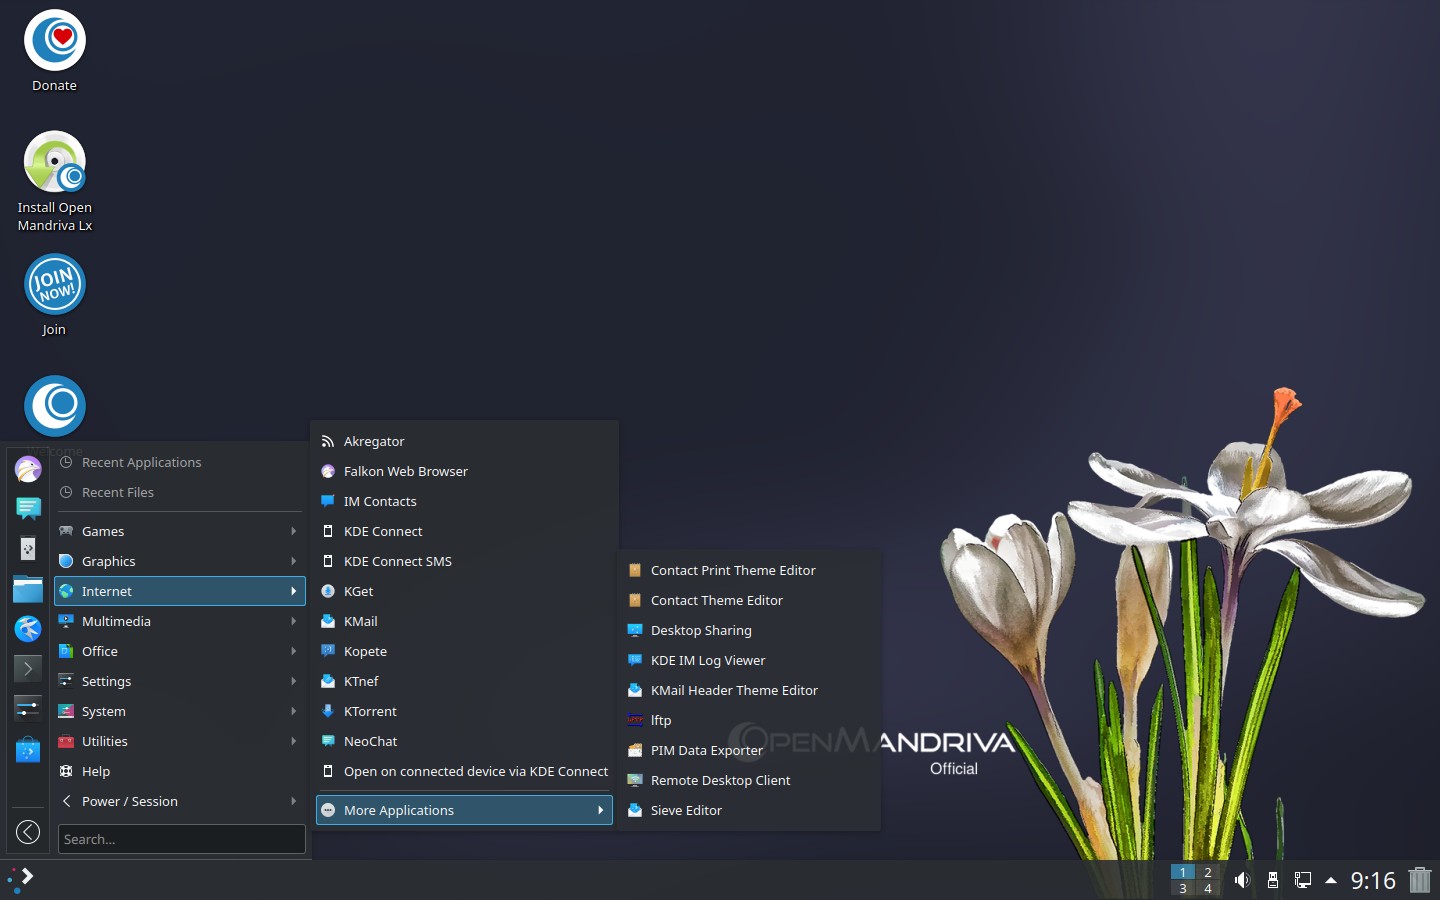 Donate
Install Open
Mandriva Lx
JOIN
NOW!
Join
Welcome
Recent Applications
Recent Files
Games
Graphics
Internet
Multimedia
Office
Settings
System
Utilities
Help
Power / Session
Search...
Akregator
Falkon Web Browser
IM Contacts
KDE Connect
KDE Connect SMS
KGet
KMail
Kopete
KTnef
KTorrent
NeoChat
Open on connected device via KDE Connect
More Applications
Contact Print Theme Editor
Contact Theme Editor
Desktop Sharing
KDE IM Log Viewer
KMail Header Theme Editor
lftp
PIM Data Exporter
Remote Desktop Client
Sieve Editor
OPENMANDRIVA
Official
1 2
3 4
9:16